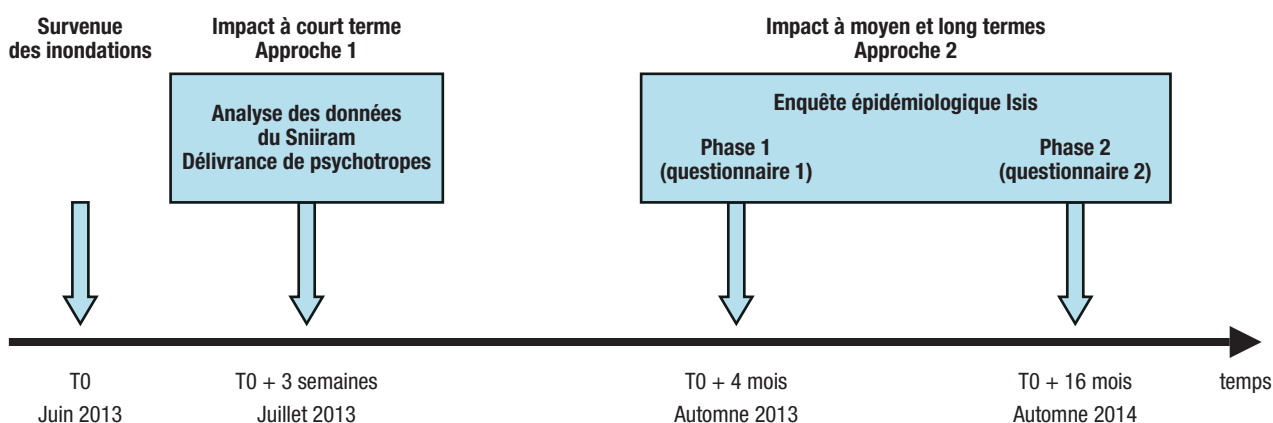 Survenue
des inondations
Impact à court terme
Approche 1
Analyse des données
du Sniiram
Délivrance de psychotropes
Impact à moyen et long termes
Approche 2
Enquête épidémiologique Isis
Phase 1
(questionnaire 1)
Phase 2
(questionnaire 2)
T0
Juin 2013
T0 + 3 semaines
Juillet 2013
T0 + 4 mois
Automne 2013
T0 + 16 mois
Automne 2014
temps